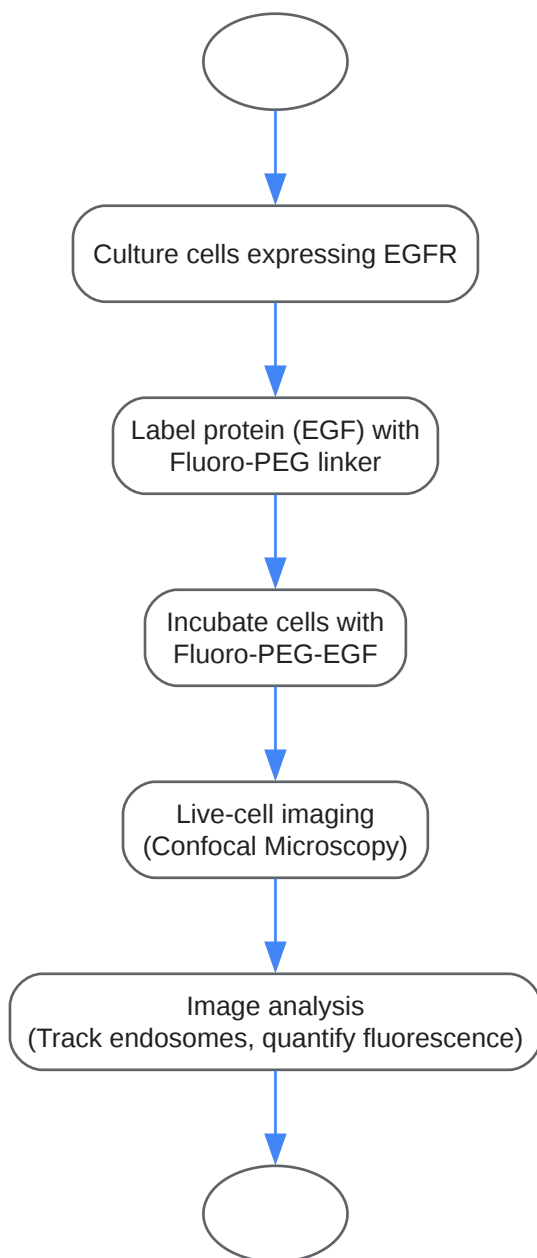 Culture cells expressing EGFR
Label protein (EGF) with
Fluoro-PEG linker
Incubate cells with
Fluoro-PEG-EGF
Live-cell imaging
(Confocal Microscopy)
Image analysis
(Track endosomes, quantify fluorescence)